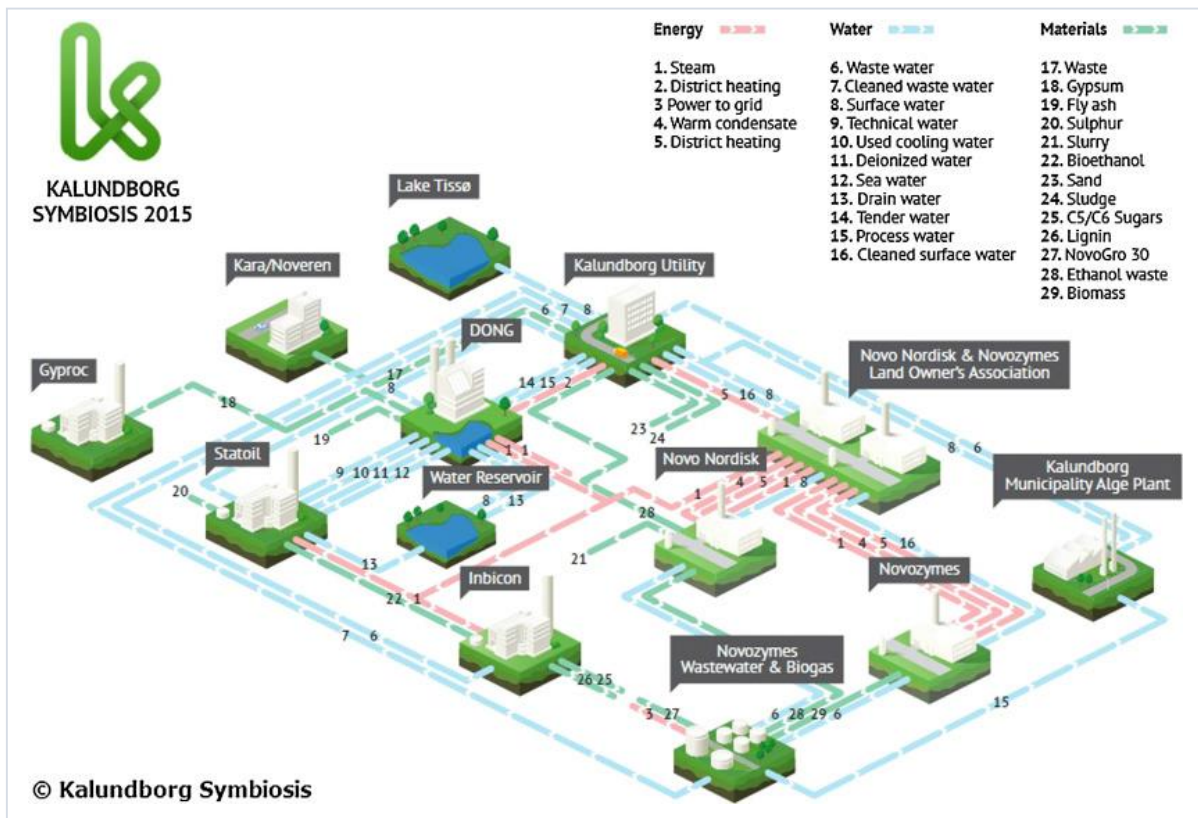 KALUNDBORG
SYMBIOSIS 2015
Energy
1. Steam
2. District heating
3 Power to grid
4. Warm condensate
5. District heating
Water
6. Waste water
7. Cleaned waste water
8. Surface water
9. Technical water
10. Used cooling water
11. Deionized water
12. Sea water
13. Drain water
14. Tender water
15. Process water
16. Cleaned surface water
Materials
17. Waste
18. Gypsum
19. Fly ash
20. Sulphur
21. Slurry
22. Bioethanol
23. Sand
24. Sludge
25. C5/C6 Sugars
26. Lignin
27. NovoGro 30
28. Ethanol waste
29. Biomass
Lake Tissø
Kara/Noveren
Kalundborg Utility
6 7 8
DONG
Gyproc
17
8
14 15 2
Novo Nordisk & Novozymes
Land Owner's Association
18
5 16 8
19
23
24
8 6
Statoil
9 10 11 12
1 1
Water Reservoir
Novo Nordisk
Kalundborg
Municipality Alge Plant
20
8 13
1 4 5 1 8
28
1 4 5 16
21
13
Inbicon
Novozymes
22 1
7 6
Novozymes
Wastewater & Biogas
26 25
3 27
6 28 29 6
15
© Kalundborg Symbiosis